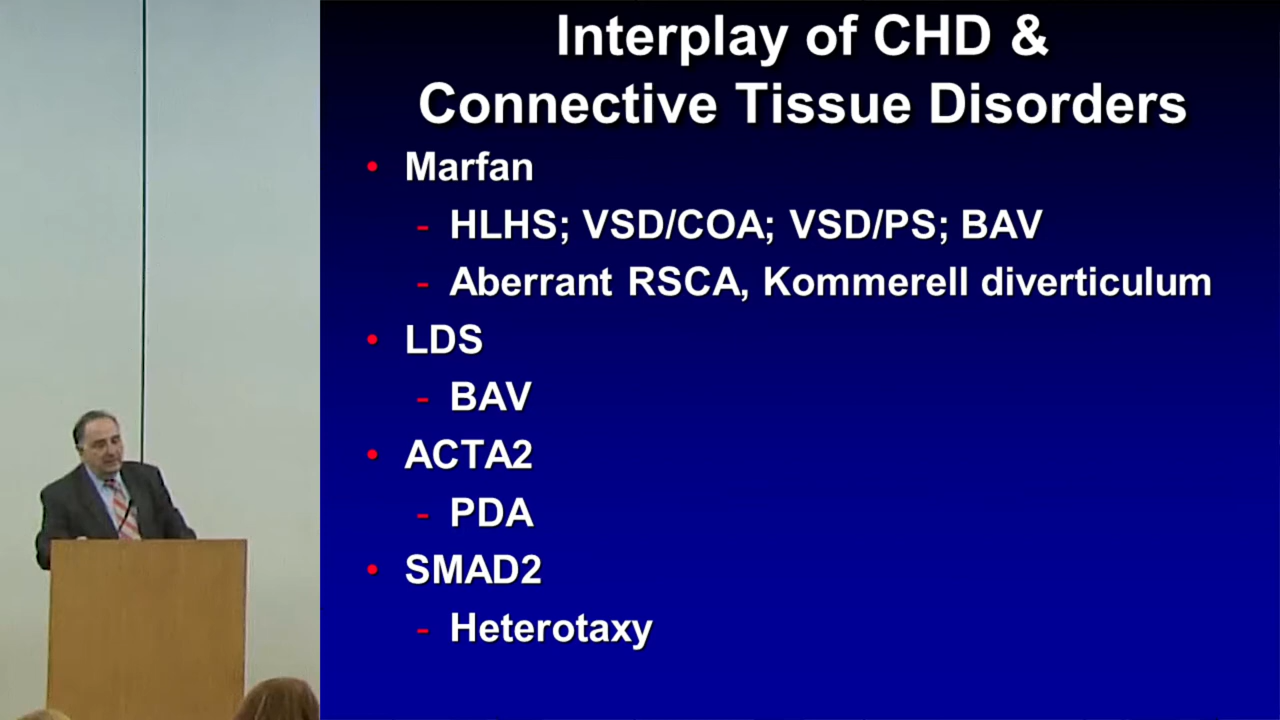 Interplay of CHD &
Connective Tissue Disorders
• Marfan
- HLHS; VSD/COA; VSD/PS; BAV
- Aberrant RSCA, Kommerell diverticulum
• LDS
- BAV
• ACTA2
- PDA
• SMAD2
- Heterotaxy